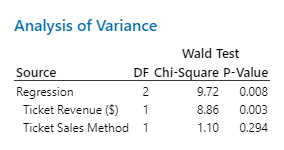 Analysis of Variance
Wald Test
Source DF Chi-Square P-Value
Regression 2 9.72 0.008
Ticket Revenue ($) 1 8.86 0.003
Ticket Sales Method 1 1.10 0.294